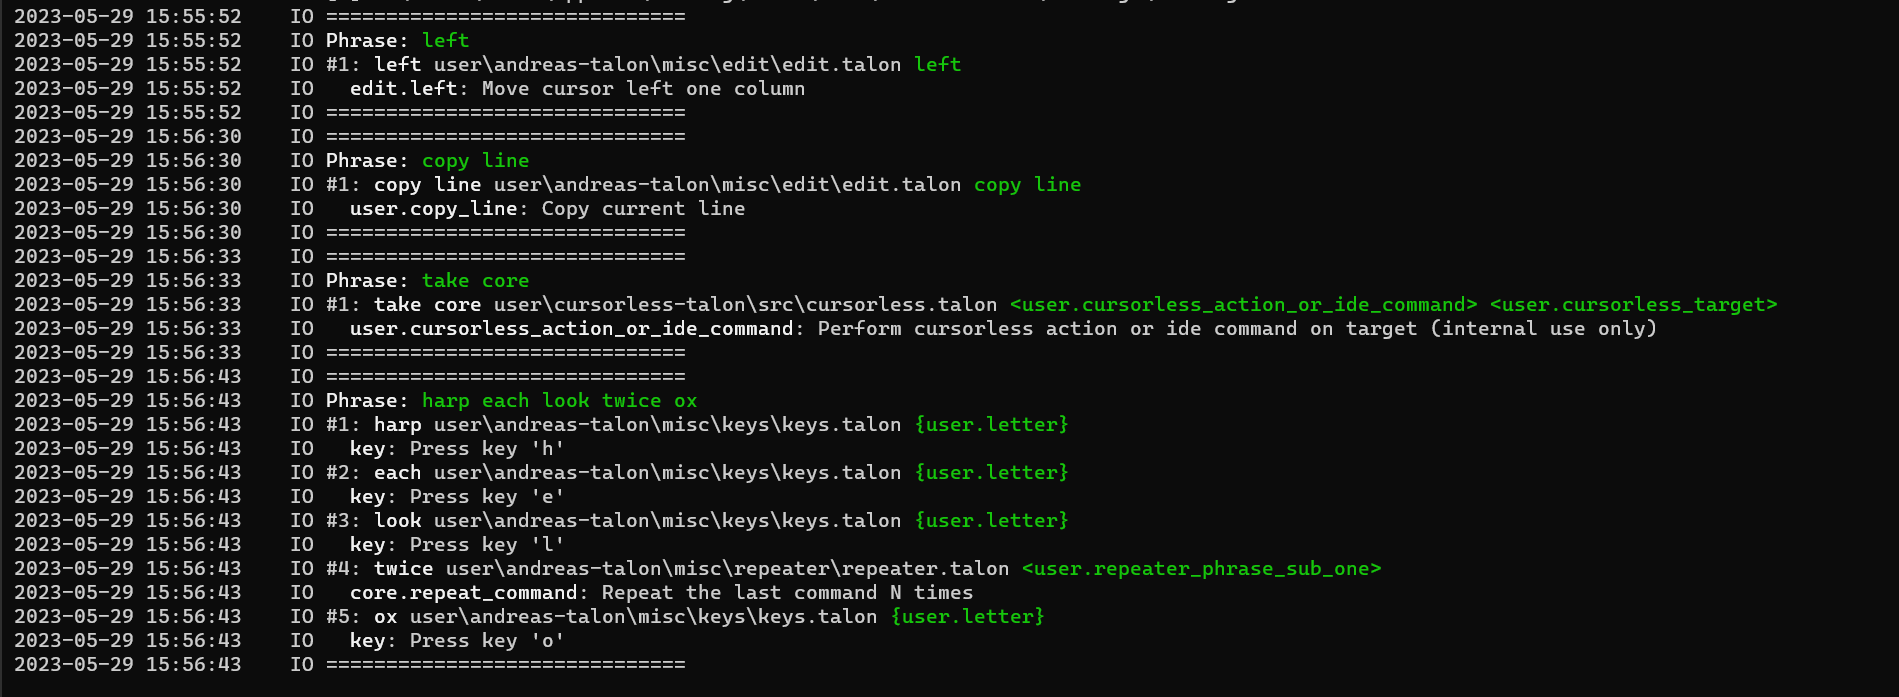 2023-05-29 15:55:52    IO ==============================
2023-05-29 15:55:52    IO Phrase: left
2023-05-29 15:55:52    IO #1: left user\andreas-talon\misc\edit\edit.talon left
2023-05-29 15:55:52    IO   edit.left: Move cursor left one column
2023-05-29 15:55:52    IO ==============================
2023-05-29 15:56:30    IO ==============================
2023-05-29 15:56:30    IO Phrase: copy line
2023-05-29 15:56:30    IO #1: copy line user\andreas-talon\misc\edit\edit.talon copy line
2023-05-29 15:56:30    IO   user.copy_line: Copy current line
2023-05-29 15:56:30    IO ==============================
2023-05-29 15:56:33    IO ==============================
2023-05-29 15:56:33    IO Phrase: take core
2023-05-29 15:56:33    IO #1: take core user\cursorless-talon\src\cursorless.talon <user.cursorless_action_or_ide_command> <user.cursorless_target>
2023-05-29 15:56:33    IO   user.cursorless_action_or_ide_command: Perform cursorless action or ide command on target (internal use only)
2023-05-29 15:56:33    IO ==============================
2023-05-29 15:56:43    IO ==============================
2023-05-29 15:56:43    IO Phrase: harp each look twice ox
2023-05-29 15:56:43    IO #1: harp user\andreas-talon\misc\keys\keys.talon {user.letter}
2023-05-29 15:56:43    IO   key: Press key 'h'
2023-05-29 15:56:43    IO #2: each user\andreas-talon\misc\keys\keys.talon {user.letter}
2023-05-29 15:56:43    IO   key: Press key 'e'
2023-05-29 15:56:43    IO #3: look user\andreas-talon\misc\keys\keys.talon {user.letter}
2023-05-29 15:56:43    IO   key: Press key 'l'
2023-05-29 15:56:43    IO #4: twice user\andreas-talon\misc\repeater\repeater.talon <user.repeater_phrase_sub_one>
2023-05-29 15:56:43    IO   core.repeat_command: Repeat the last command N times
2023-05-29 15:56:43    IO #5: ox user\andreas-talon\misc\keys\keys.talon {user.letter}
2023-05-29 15:56:43    IO   key: Press key 'o'
2023-05-29 15:56:43    IO ==============================